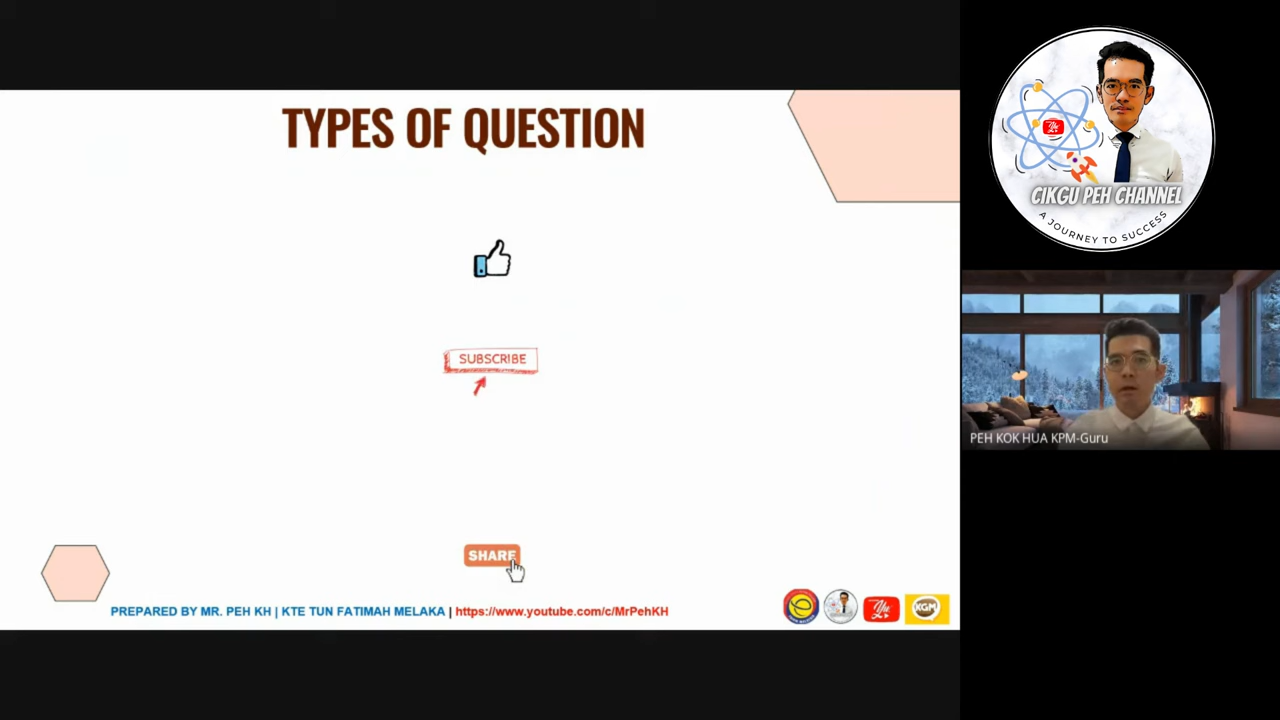 TYPES OF QUESTION
SUBSCRIBE
SHARE
PREPARED BY MR. PEH KH | KTE TUN FATIMAH MELAKA | https://www.youtube.com/c/MrPehKH
KGM
CIKGU PEH CHANNEL
A JOURNEY TO SUCCESS
PEH KOK HUA KPM-Guru